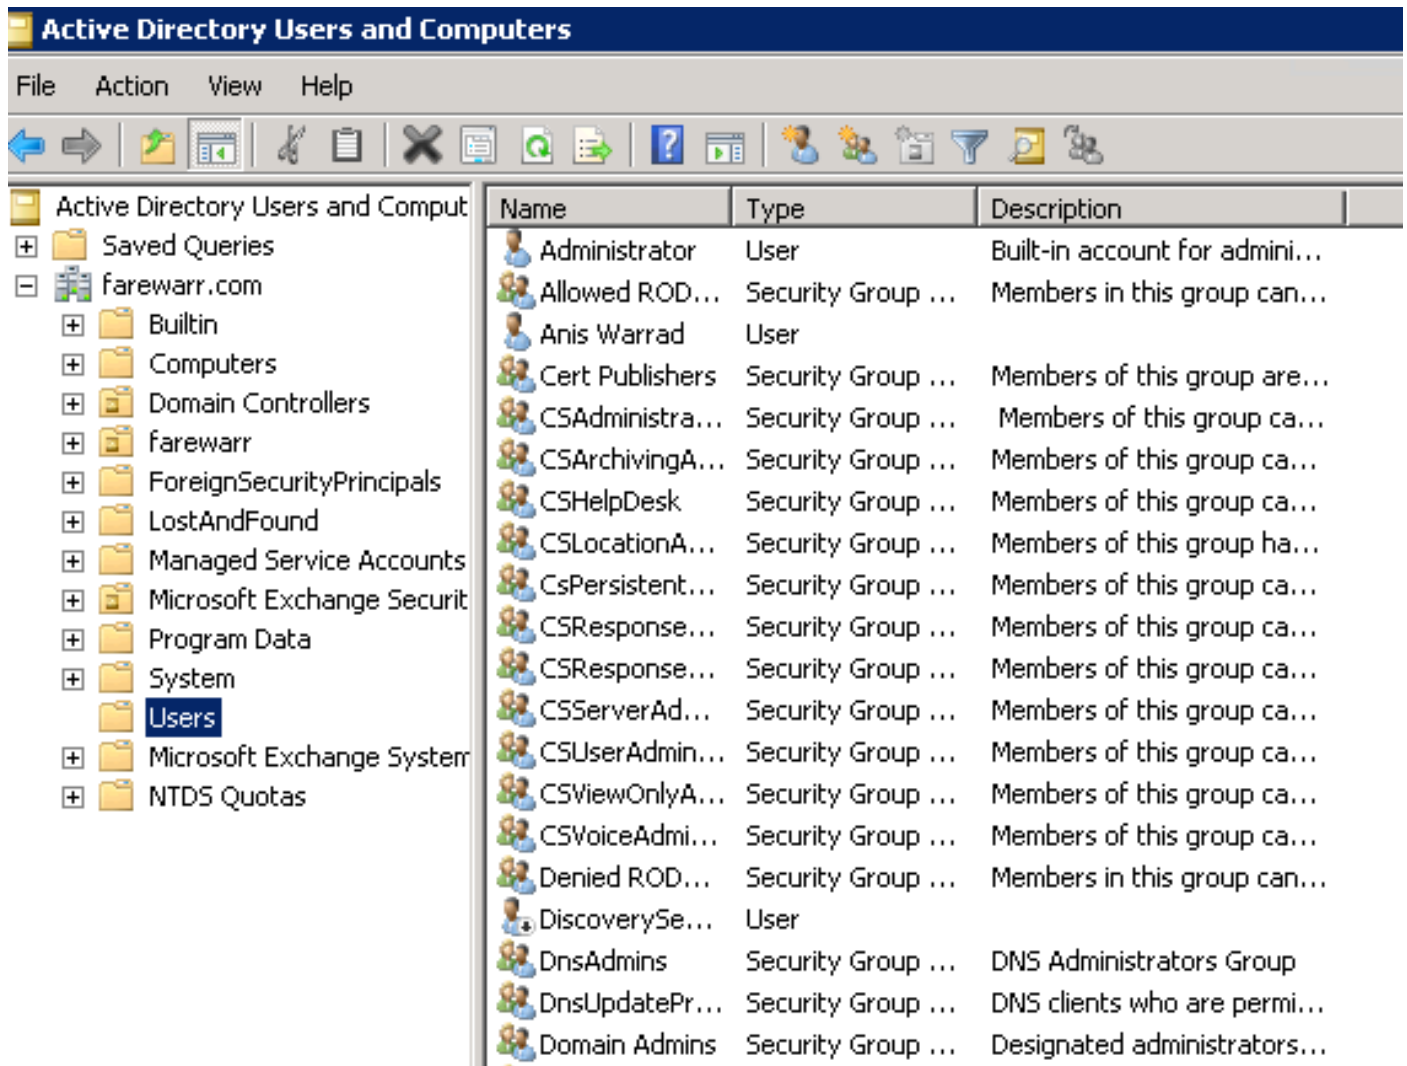 Active Directory Users and Computers
File Action View Help
Active Directory Users and Comput
Saved Queries
farewarr.com
Builtin
Computers
Domain Controllers
farewarr
ForeignSecurityPrincipals
LostAndFound
Managed Service Accounts
Microsoft Exchange Securit
Program Data
System
Users
Microsoft Exchange System
NTDS Quotas
Name Type Description
Administrator User Built-in account for admini...
Allowed ROD... Security Group ... Members in this group can...
Anis Warrad User
Cert Publishers Security Group ... Members of this group are...
CSAdministra... Security Group ... Members of this group ca...
CSArchivingA... Security Group ... Members of this group ca...
CSHelpDesk Security Group ... Members of this group ca...
CSLocationA... Security Group ... Members of this group ha...
CsPersistent... Security Group ... Members of this group ca...
CSResponse... Security Group ... Members of this group ca...
CSResponse... Security Group ... Members of this group ca...
CSServerAd... Security Group ... Members of this group ca...
CSUserAdmin... Security Group ... Members of this group ca...
CSViewOnlyA... Security Group ... Members of this group ca...
CSVoiceAdmi... Security Group ... Members of this group ca...
Denied ROD... Security Group ... Members in this group can...
DiscoverySe... User
DnsAdmins Security Group ... DNS Administrators Group
DnsUpdatePr... Security Group ... DNS clients who are permi...
Domain Admins Security Group ... Designated administrators...